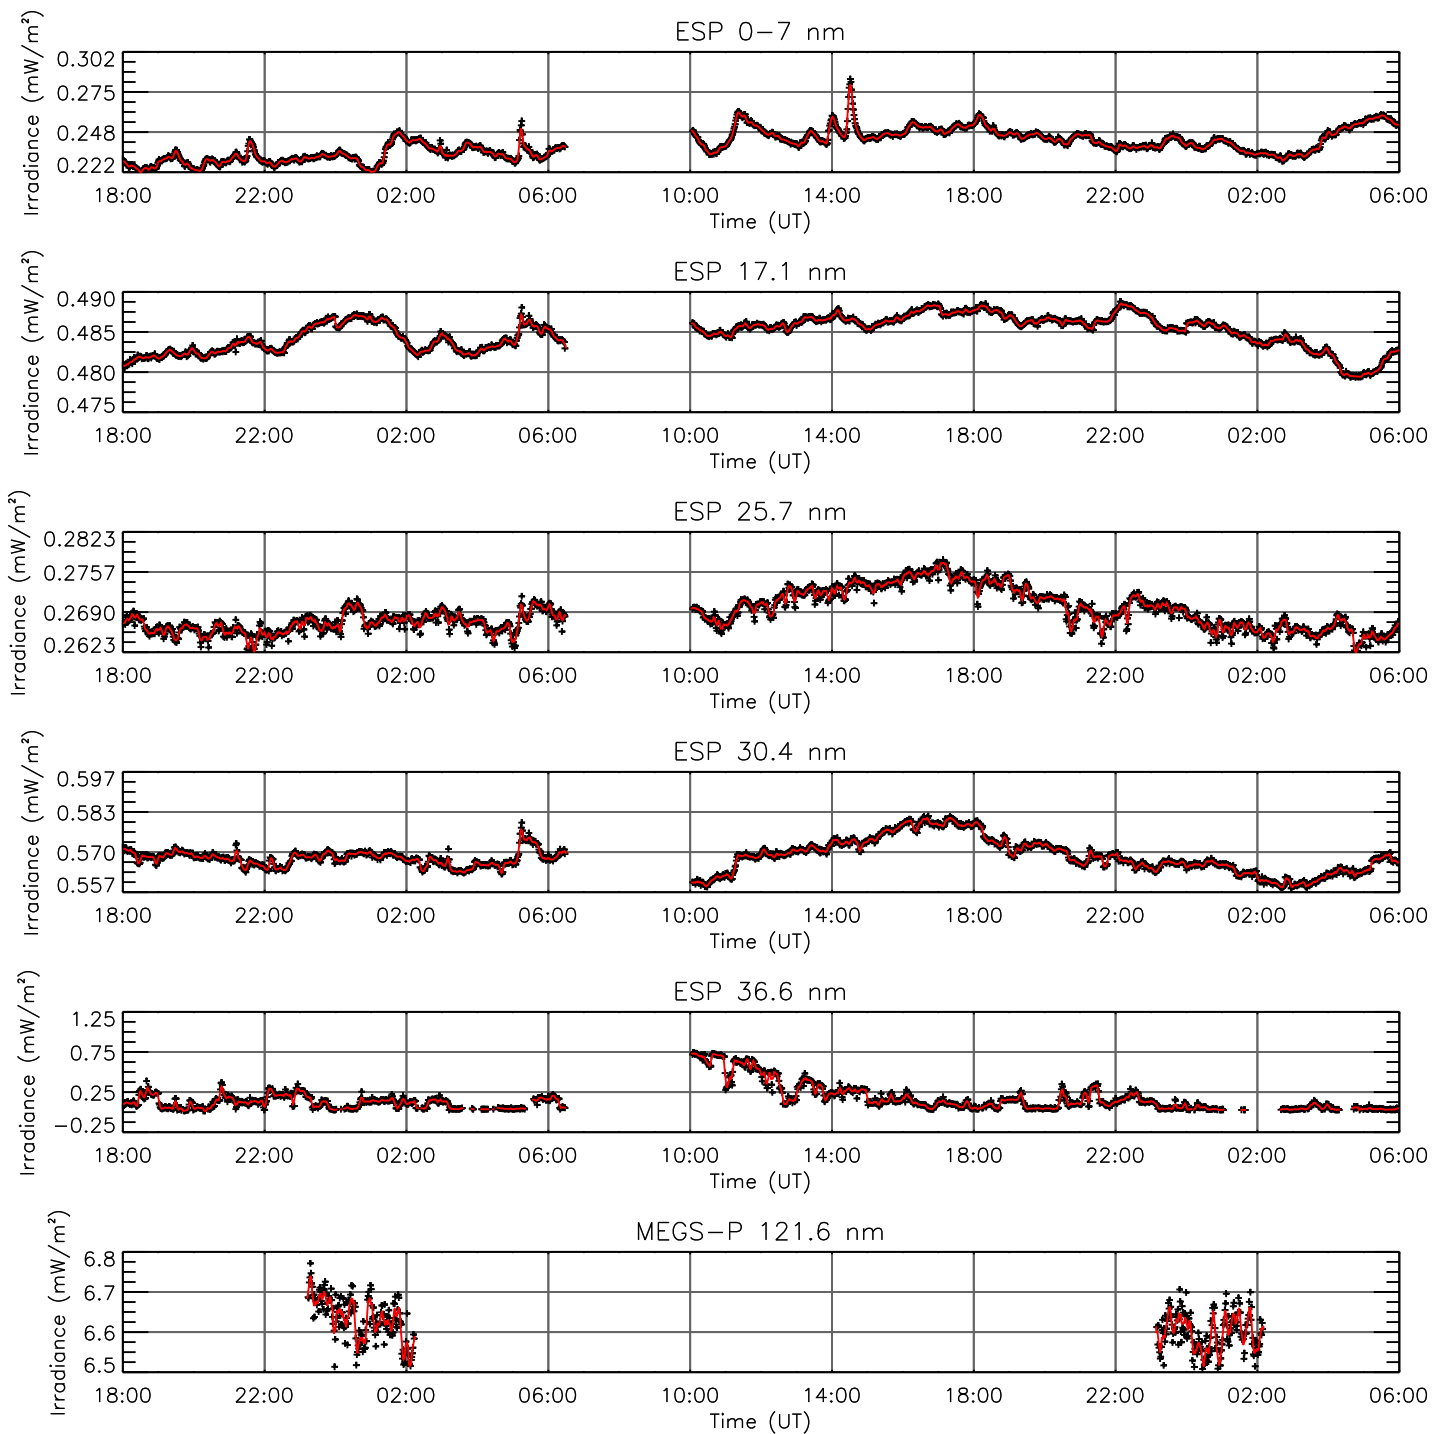 ESP 0-7 nm
Irradiance (mW/m²)
0.302
0.275
0.248
0.222
18:00 22:00 02:00 06:00 10:00 14:00 18:00 22:00 02:00 06:00
Time (UT)
ESP 17.1 nm
Irradiance (mW/m²)
0.490
0.485
0.480
0.475
18:00 22:00 02:00 06:00 10:00 14:00 18:00 22:00 02:00 06:00
Time (UT)
ESP 25.7 nm
Irradiance (mW/m²)
0.2823
0.2757
0.2690
0.2623
18:00 22:00 02:00 06:00 10:00 14:00 18:00 22:00 02:00 06:00
Time (UT)
ESP 30.4 nm
Irradiance (mW/m²)
0.597
0.583
0.570
0.557
18:00 22:00 02:00 06:00 10:00 14:00 18:00 22:00 02:00 06:00
Time (UT)
ESP 36.6 nm
Irradiance (mW/m²)
1.25
0.75
0.25
-0.25
18:00 22:00 02:00 06:00 10:00 14:00 18:00 22:00 02:00 06:00
Time (UT)
MEGS-P 121.6 nm
Irradiance (mW/m²)
6.8
6.7
6.6
6.5
18:00 22:00 02:00 06:00 10:00 14:00 18:00 22:00 02:00 06:00
Time (UT)